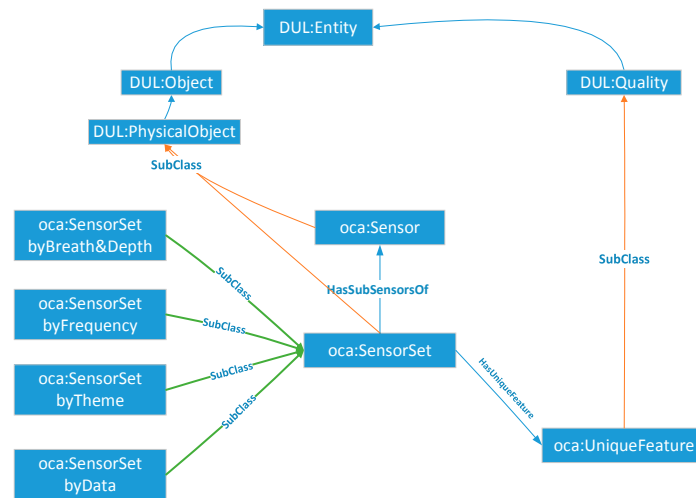 DUL:Entity
DUL:Object
DUL:Quality
DUL:PhysicalObject
SubClass
oca:SensorSet
byBreath&Depth
oca:Sensor
SubClass
SubClass
HasSubSensorsOf
oca:SensorSet
byFrequency
SubClass
oca:SensorSet
HasUniqueFeature
oca:SensorSet
byTheme
SubClass
SubClass
oca:UniqueFeature
oca:SensorSet
byData